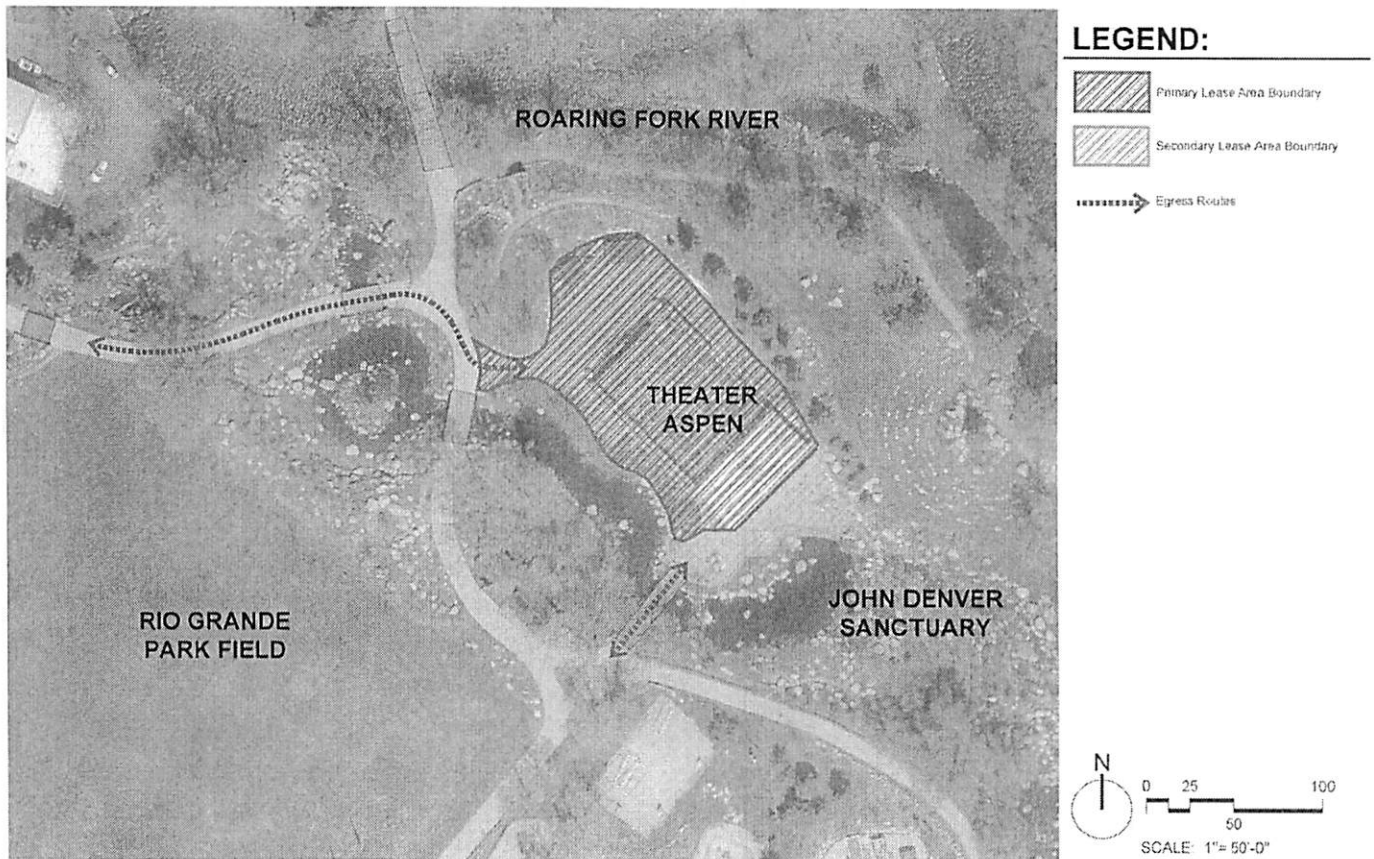 LEGEND:
Primary Lease Area Boundary
Secondary Lease Area Boundary
Egress Routes
ROARING FORK RIVER
THEATER
ASPEN
JOHN DENVER
SANCTUARY
RIO GRANDE
PARK FIELD
N
0 25 100
50
SCALE: 1"= 50'-0"